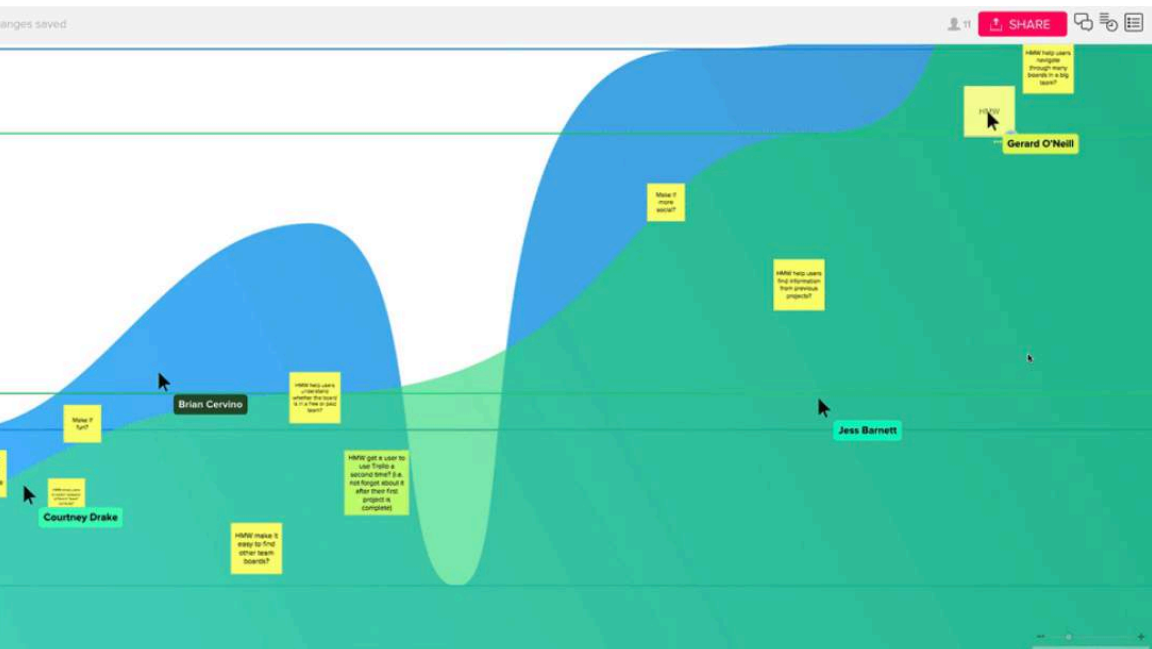 anges saved
11
SHARE
HMW help users
navigate
through many
boards in a big
team?
HMW
Gerard O'Neill
Make it
more
social?
HMW help users
find information
from previous
projects?
Brian Cervino
HMW help users
understand
whether the board
is in a free or paid
team?
Make it
fun?
Jess Barnett
HMW get a user to
use Trello a
second time? (i.e.
not forget about it
after their first
project is
complete)
Courtney Drake
HMW make it
easy to find
other team
boards?